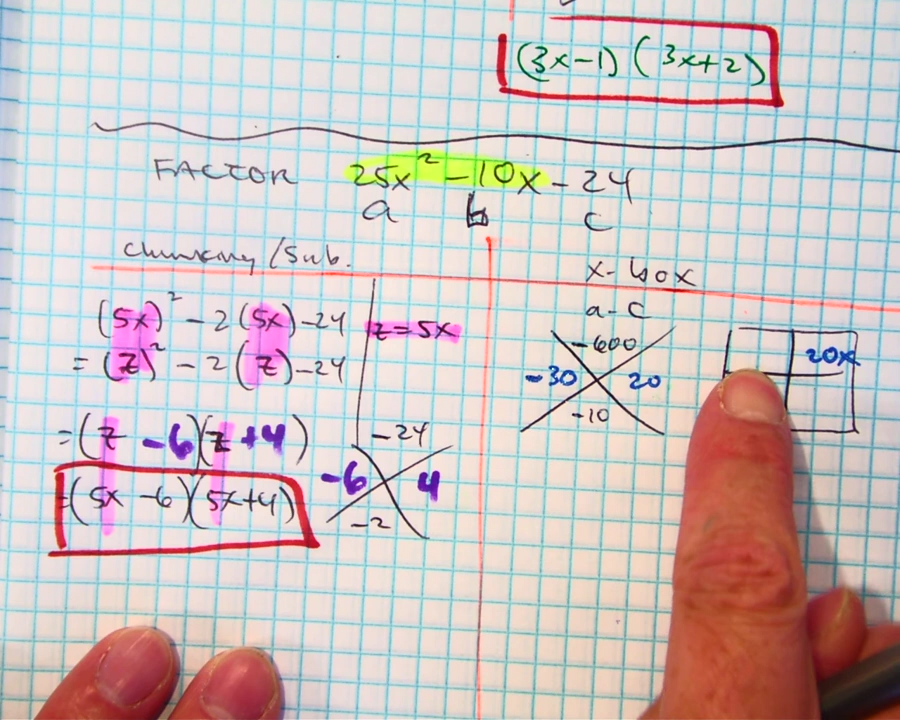 (3x-1) (3x+2)
FACTOR 25x² -10x - 24
a b c
chunking/Sub.
(5x)² - 2(5x) -24
z = 5x
= (z)² - 2(z) -24
=(z -6)(z +4)
=(5x -6)(5x+4)
-24
-6 4
-2
x-box
a-c
-600
-30 20
-10
20x